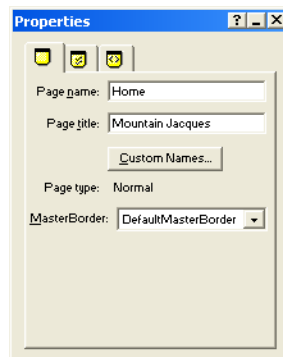 Properties
Page name: Home
Page title: Mountain Jacques
Custom Names...
Page type: Normal
MasterBorder: DefaultMasterBorder